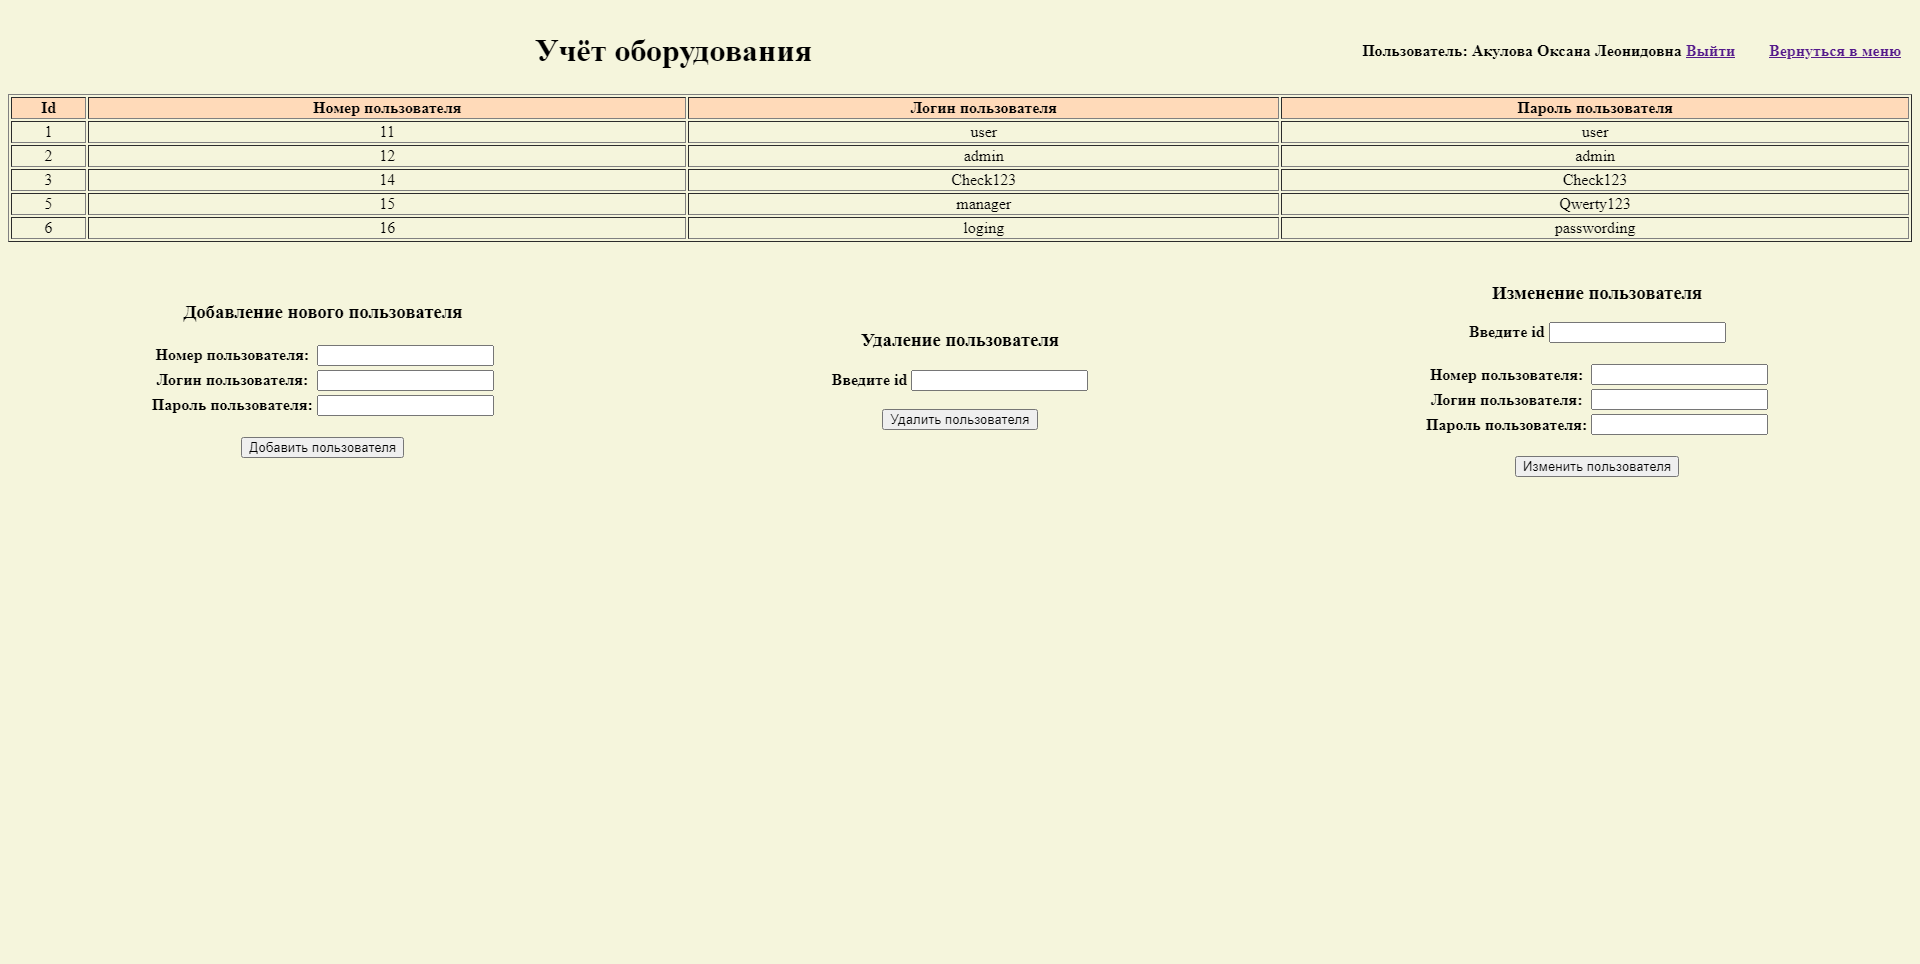 Учёт оборудования
Пользователь: Акулова Оксана Леонидовна Выйти Вернуться в меню
Id Номер пользователя Логин пользователя Пароль пользователя
1 11 user user
2 12 admin admin
3 14 Check123 Check123
5 15 manager Qwerty123
6 16 loging passwording
Добавление нового пользователя
Номер пользователя:
Логин пользователя:
Пароль пользователя:
Добавить пользователя
Удаление пользователя
Введите id
Удалить пользователя
Изменение пользователя
Введите id
Номер пользователя:
Логин пользователя:
Пароль пользователя:
Изменить пользователя